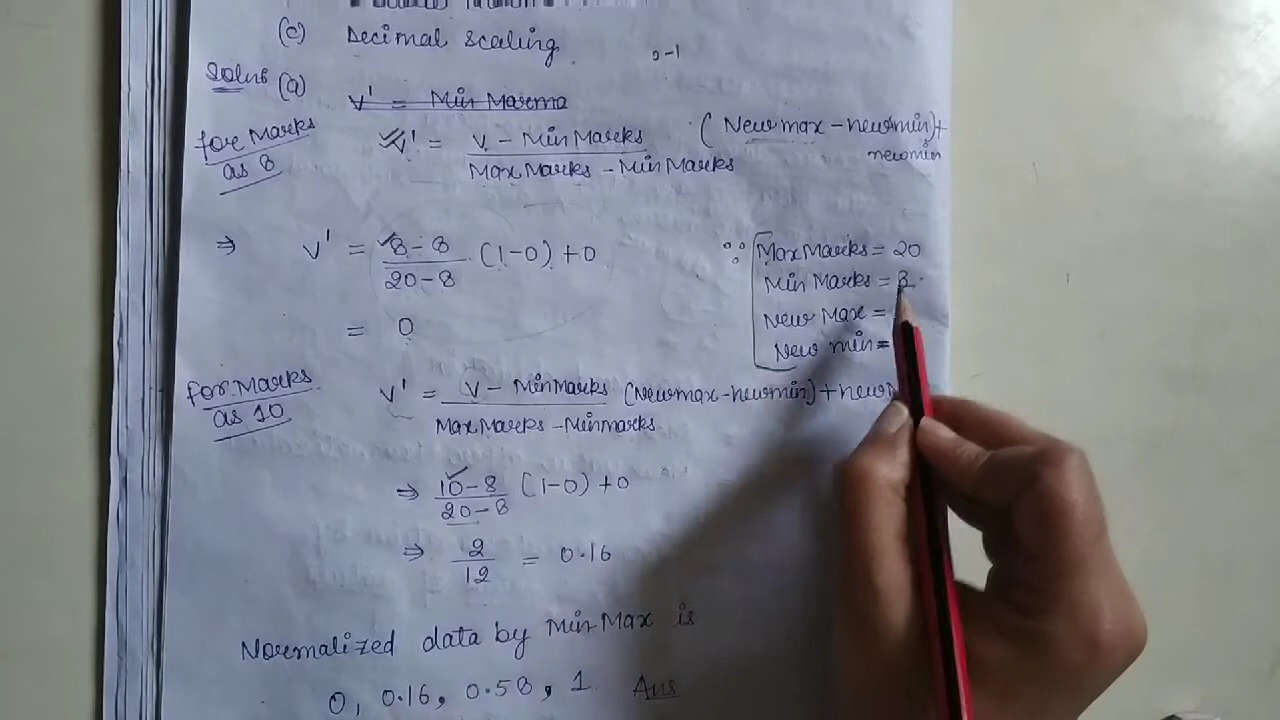 (c) Decimal scaling
0-1
Soluo (a)
V' = Min Marma
for Marks as 8
V' = V - Min Marks / Max Marks - Min Marks (New max - new min) + new min
⇒ V' = 8-8 / 20-8 (1-0) + 0
= 0
∵ Max Marks = 20
Min Marks = 8
New Max =
New min =
For Marks as 10
V' = V - Min Marks / Max Marks - Min marks (New max - new min) + new
⇒ 10-8 / 20-8 (1-0) + 0
⇒ 2 / 12 = 0.16
Normalized data by Min Max is
0, 0.16, 0.58, 1 Ans